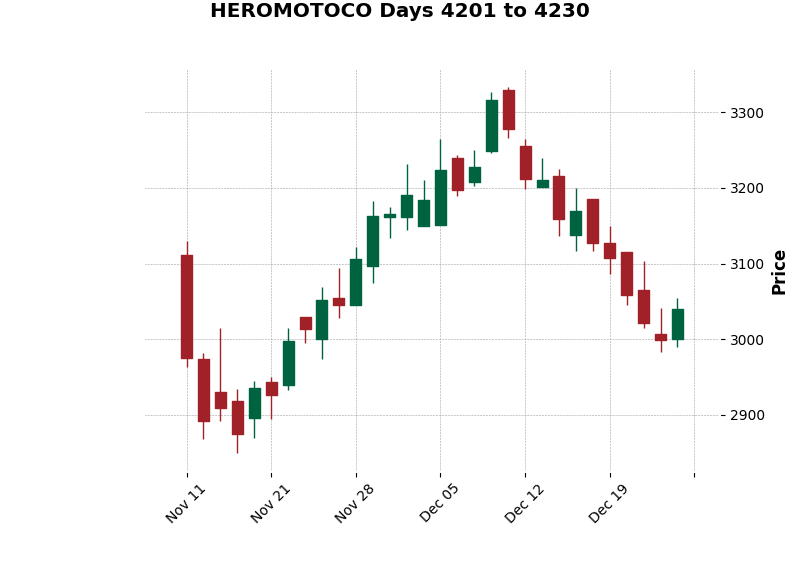 HEROMOTOCO Days 4201 to 4230
3300
3200
3100
3000
2900
Price
Nov 11
Nov 21
Nov 28
Dec 05
Dec 12
Dec 19